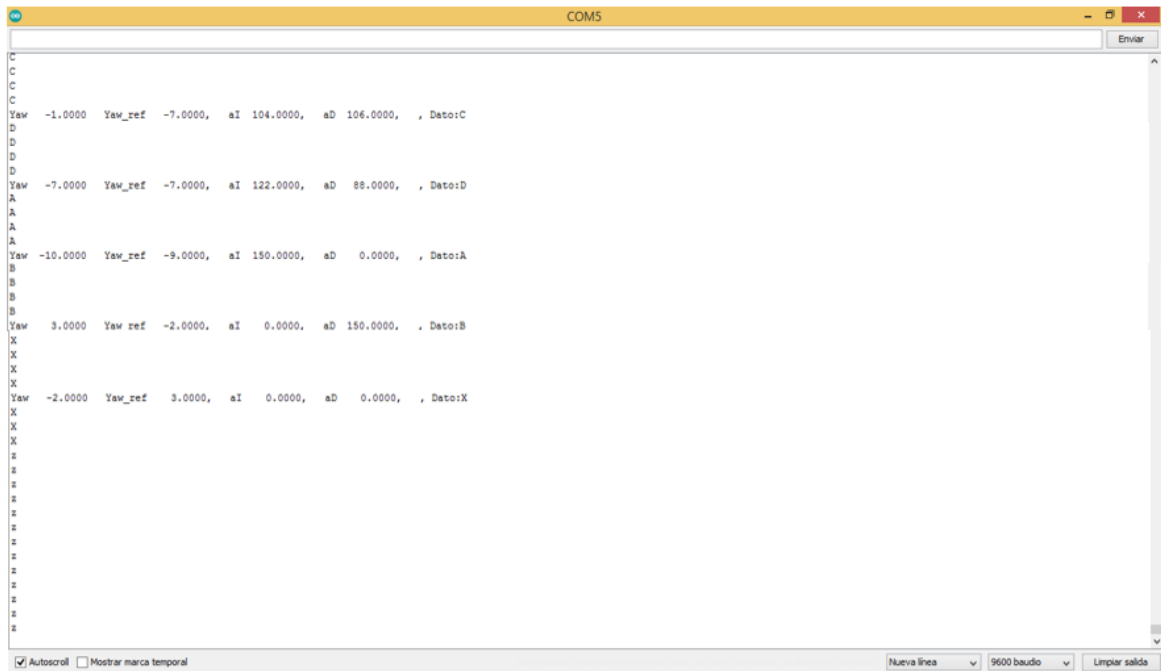 COM5
Enviar
C
C
C
C
Yaw -1.0000 Yaw_ref -7.0000, aI 104.0000, aD 106.0000, , Dato:C
D
D
D
D
Yaw -7.0000 Yaw_ref -7.0000, aI 122.0000, aD 88.0000, , Dato:D
A
A
A
A
Yaw -10.0000 Yaw_ref -9.0000, aI 150.0000, aD 0.0000, , Dato:A
B
B
B
B
Yaw 3.0000 Yaw ref -2.0000, aI 0.0000, aD 150.0000, , Dato:B
X
X
X
X
Yaw -2.0000 Yaw_ref 3.0000, aI 0.0000, aD 0.0000, , Dato:X
X
X
X
z
z
z
z
z
z
z
z
z
z
z
z
z
Autoscroll Mostrar marca temporal Nueva línea 9600 baudio Limpiar salida